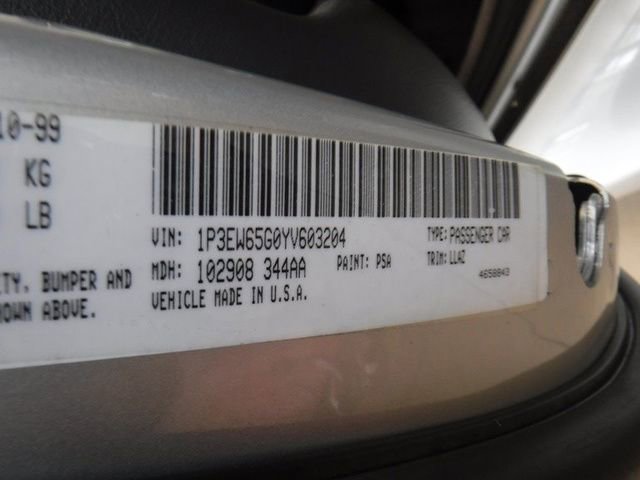 10-99
KG
LB
VIN: 1P3EW65G0YV603204 TYPE: PASSENGER CAR
MDH: 102908 344AA PAINT: PSA TRIM: LLAZ
4658843
ITY, BUMPER AND
OWN ABOVE.
VEHICLE MADE IN U.S.A.